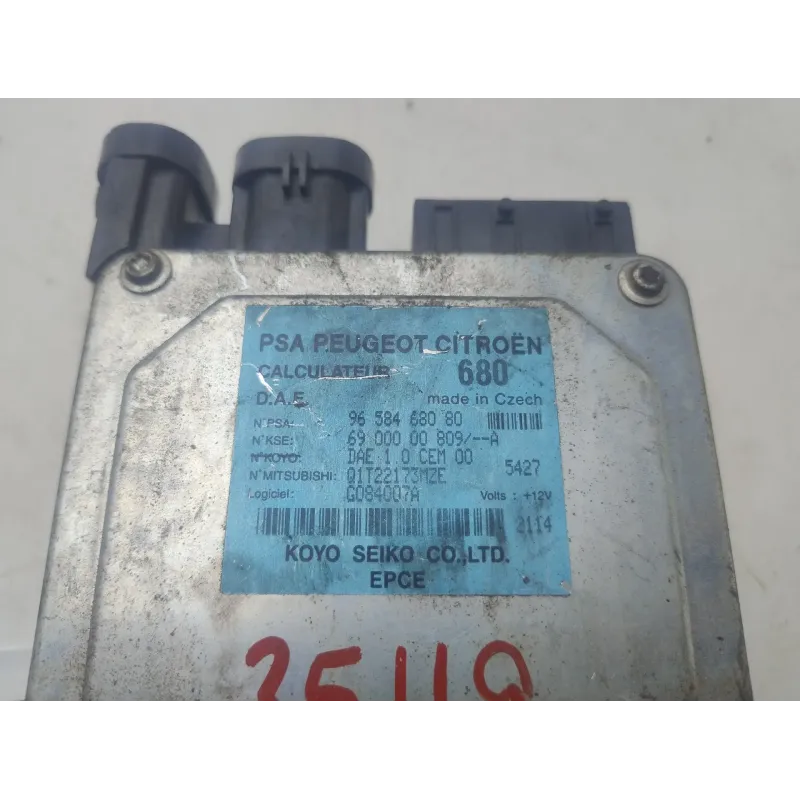 PSA PEUGEOT CITROËN
CALCULATEUR 680
D.A.E. made in Czech
N°PSA: 96 584 680 80
N°KSE: 69 000 00 809/--A
N°KOYO: DAE 1.0 CEM 00 5427
N°MITSUBISHI: Q1T22173MZE
Logiciel: G084007A Volts : +12V
2114
KOYO SEIKO CO.,LTD.
EPCE